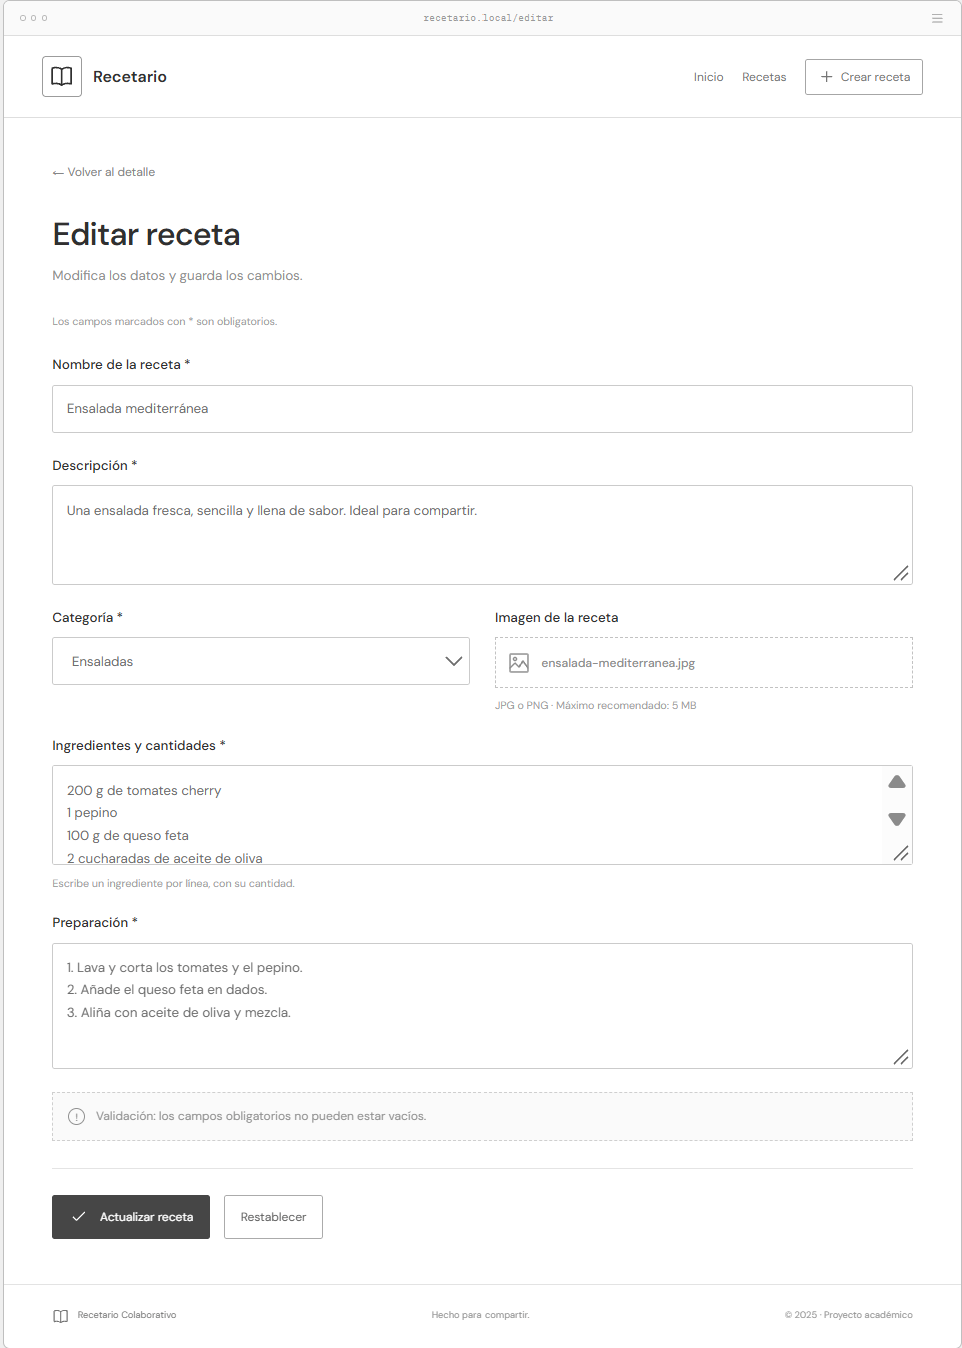 recetario.local/editar
Recetario
Inicio
Recetas
Crear receta
← Volver al detalle
Editar receta
Modifica los datos y guarda los cambios.
Los campos marcados con * son obligatorios.
Nombre de la receta *
Ensalada mediterránea
Descripción *
Una ensalada fresca, sencilla y llena de sabor. Ideal para compartir.
Categoría *
Ensaladas
Imagen de la receta
ensalada-mediterranea.jpg
JPG o PNG · Máximo recomendado: 5 MB
Ingredientes y cantidades *
200 g de tomates cherry
1 pepino
100 g de queso feta
2 cucharadas de aceite de oliva
Escribe un ingrediente por línea, con su cantidad.
Preparación *
1. Lava y corta los tomates y el pepino.
2. Añade el queso feta en dados.
3. Aliña con aceite de oliva y mezcla.
Validación: los campos obligatorios no pueden estar vacíos.
Actualizar receta
Restablecer
Recetario Colaborativo
Hecho para compartir.
© 2025 · Proyecto académico